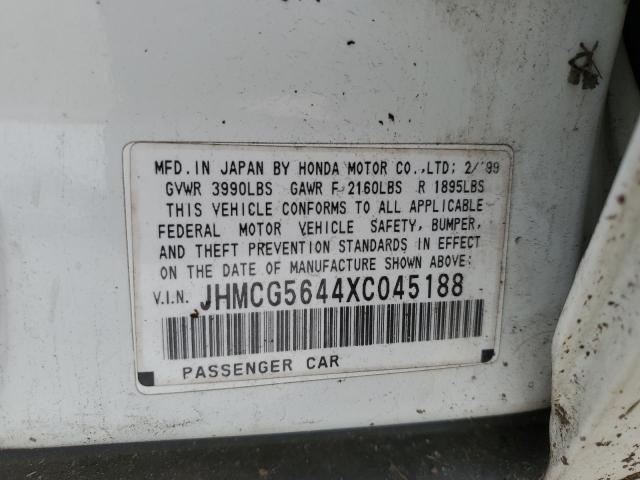 MFD. IN JAPAN BY HONDA MOTOR CO.,LTD; 2/'99
GVWR 3990LBS GAWR F 2160LBS R 1895LBS
THIS VEHICLE CONFORMS TO ALL APPLICABLE
FEDERAL MOTOR VEHICLE SAFETY, BUMPER,
AND THEFT PREVENTION STANDARDS IN EFFECT
ON THE DATE OF MANUFACTURE SHOWN ABOVE:
V.I.N. JHMCG5644XC045188
PASSENGER CAR